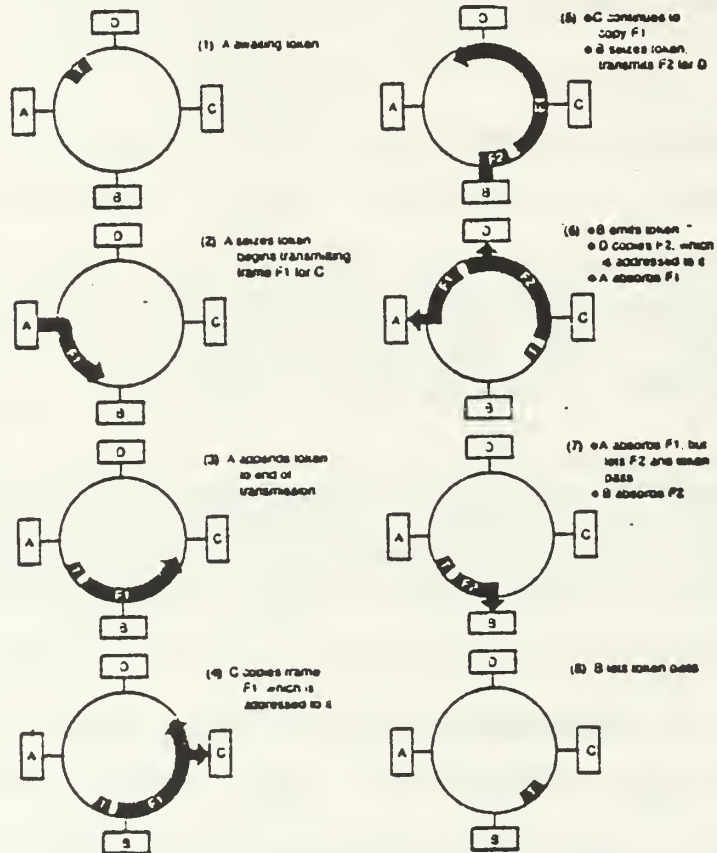 D
T
A
C
B
(1) A awaiting token
D
A
C
F1
B
(2) A seizes token
begins transmitting
frame F1 for C
D
A
C
T
F1
B
(3) A appends token
to end of
transmission
D
A
C
T
F1
B
(4) C copies frame
F1, which is
addressed to it
D
A
C
F2
B
(5) ● C continues to
copy F1
● B seizes token,
transmits F2 for D
D
F1
F2
A
C
T
B
(6) ● B emits token
● D copies F2, which
is addressed to it
● A absorbs F1
D
A
C
T
F2
B
(7) ● A absorbs F1, but
lets F2 and token
pass
● B absorbs F2
D
A
C
T
B
(8) B lets token pass